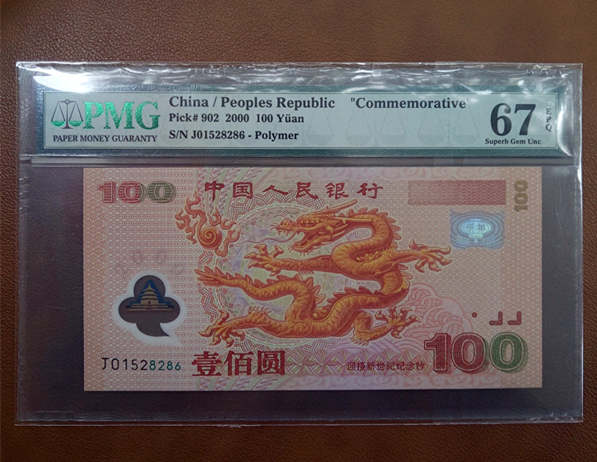 PMG
PAPER MONEY GUARANTY
China / Peoples Republic "Commemorative"
Pick# 902 2000 100 Yüan
S/N J01528286 - Polymer
67 EPQ
Superb Gem Unc
100 中国人民银行 100
2000
J01528286
壹佰圆
迎接新世纪纪念钞
100